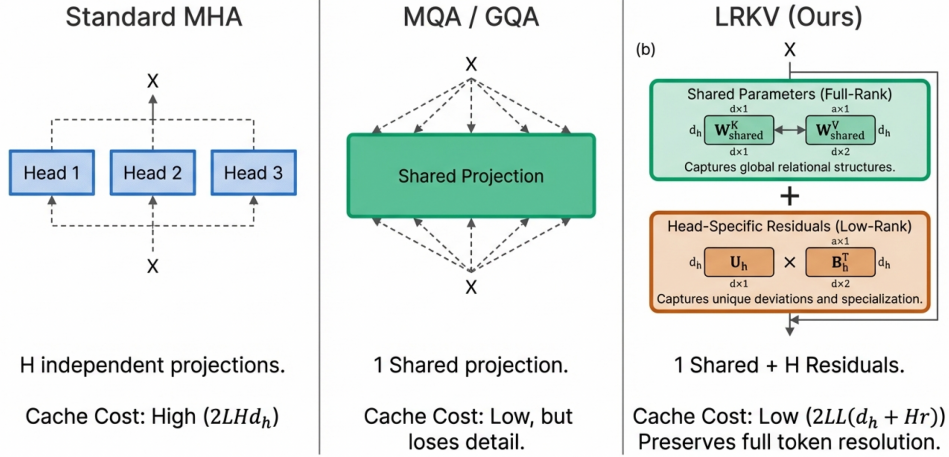 Standard MHA
X
Head 1
Head 2
Head 3
X
H independent projections.
Cache Cost: High (2LHdₕ)
MQA / GQA
X
Shared Projection
X
1 Shared projection.
Cache Cost: Low, but
loses detail.
LRKV (Ours)
(b)
X
Shared Parameters (Full-Rank)
d×1
a×1
dₕ
W^K_shared
W^V_shared
dₕ
d×1
d×2
Captures global relational structures.
+
Head-Specific Residuals (Low-Rank)
a×1
dₕ
Uₕ
×
Bₕ^T
dₕ
d×1
d×2
Captures unique deviations and specialization.
1 Shared + H Residuals.
Cache Cost: Low (2LL(dₕ + Hr))
Preserves full token resolution.